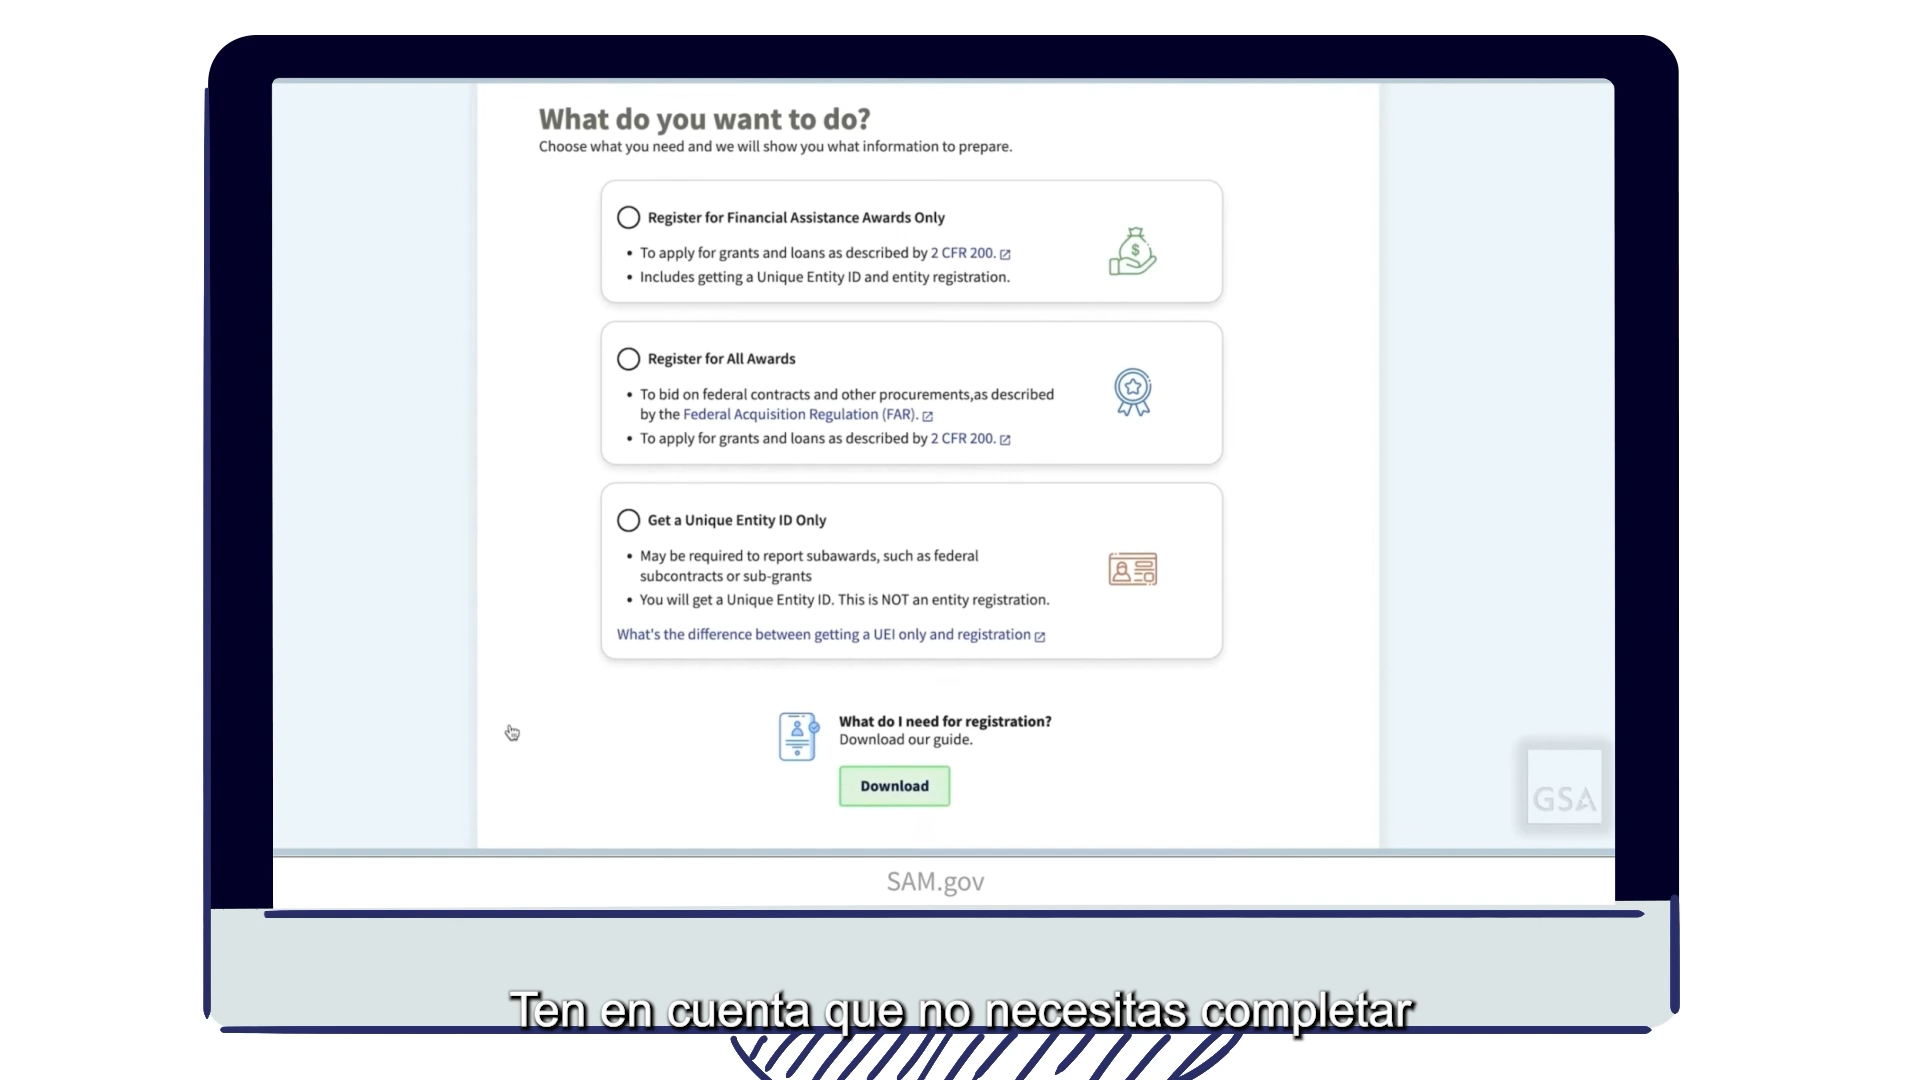 What do you want to do?
Choose what you need and we will show you what information to prepare.
Register for Financial Assistance Awards Only
• To apply for grants and loans as described by 2 CFR 200.
• Includes getting a Unique Entity ID and entity registration.
$
Register for All Awards
• To bid on federal contracts and other procurements,as described
by the Federal Acquisition Regulation (FAR).
• To apply for grants and loans as described by 2 CFR 200.
Get a Unique Entity ID Only
• May be required to report subawards, such as federal
subcontracts or sub-grants
• You will get a Unique Entity ID. This is NOT an entity registration.
What's the difference between getting a UEI only and registration
What do I need for registration?
Download our guide.
Download
GSA
SAM.gov
Ten en cuenta que no necesitas completar